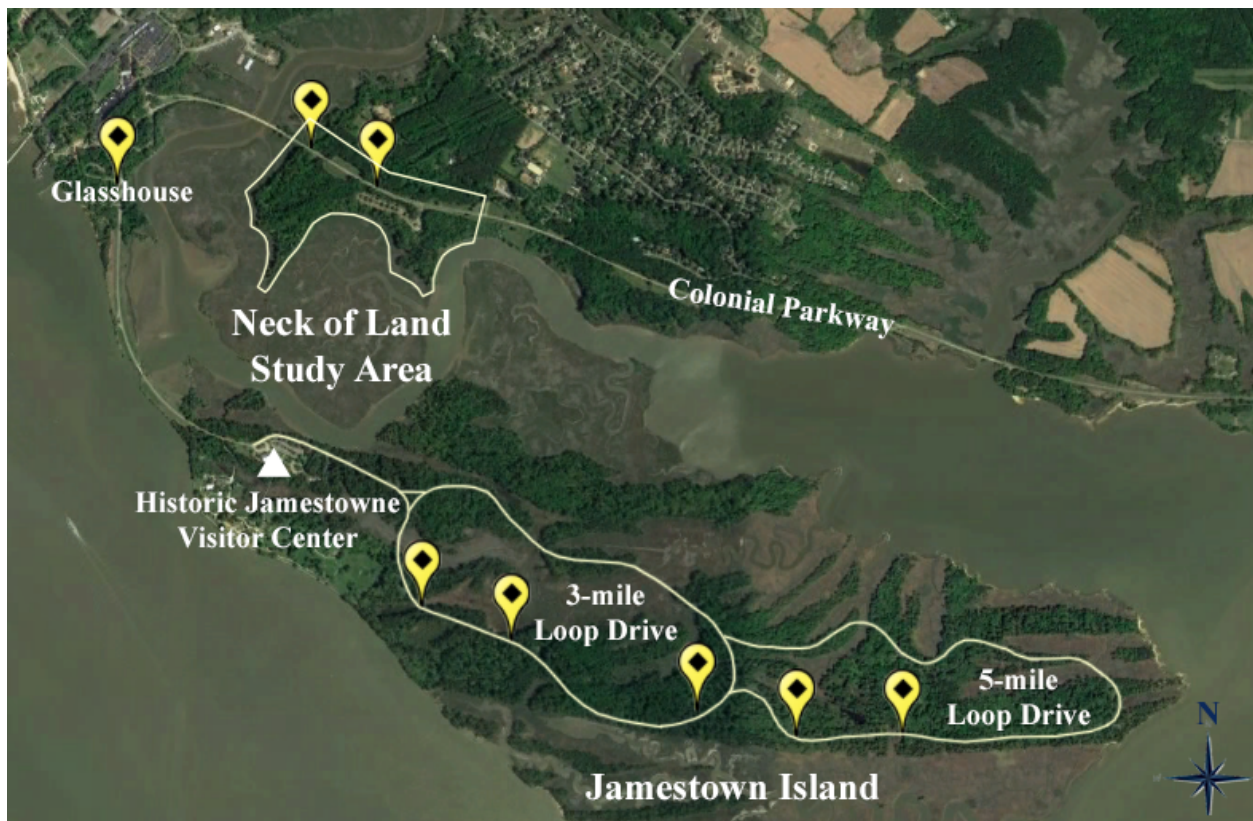 Glasshouse
Neck of Land
Study Area
Colonial Parkway
Historic Jamestowne
Visitor Center
3-mile
Loop Drive
5-mile
Loop Drive
N
Jamestown Island